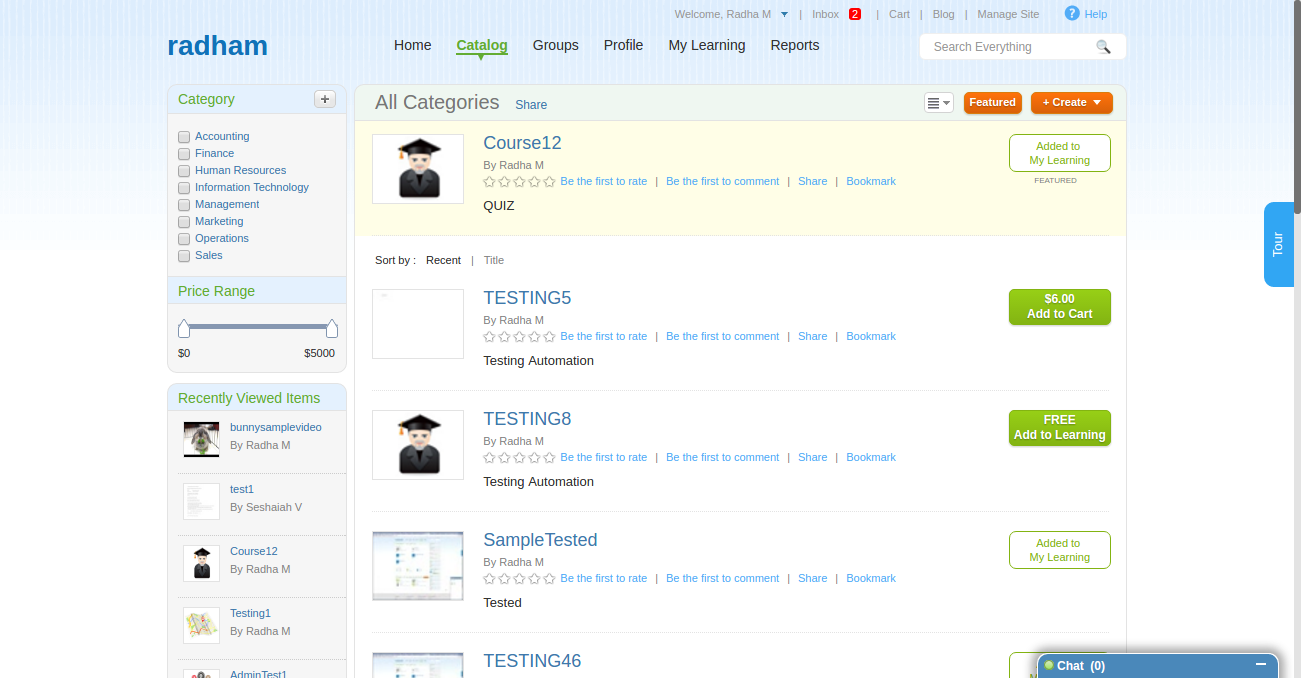 Welcome, Radha M | Inbox 2 | Cart | Blog | Manage Site ? Help
radham
Home Catalog Groups Profile My Learning Reports
Search Everything
Category +
Accounting
Finance
Human Resources
Information Technology
Management
Marketing
Operations
Sales
Price Range
$0 $5000
Recently Viewed Items
bunnysamplevideo
By Radha M
test1
By Seshaiah V
Course12
By Radha M
Testing1
By Radha M
AdminTest1
All Categories Share
Featured
+ Create
Course12
By Radha M
Be the first to rate | Be the first to comment | Share | Bookmark
QUIZ
Added to
My Learning
FEATURED
Sort by : Recent | Title
TESTING5
By Radha M
Be the first to rate | Be the first to comment | Share | Bookmark
Testing Automation
$6.00
Add to Cart
TESTING8
By Radha M
Be the first to rate | Be the first to comment | Share | Bookmark
Testing Automation
FREE
Add to Learning
SampleTested
By Radha M
Be the first to rate | Be the first to comment | Share | Bookmark
Tested
Added to
My Learning
TESTING46
Tour
Chat (0)